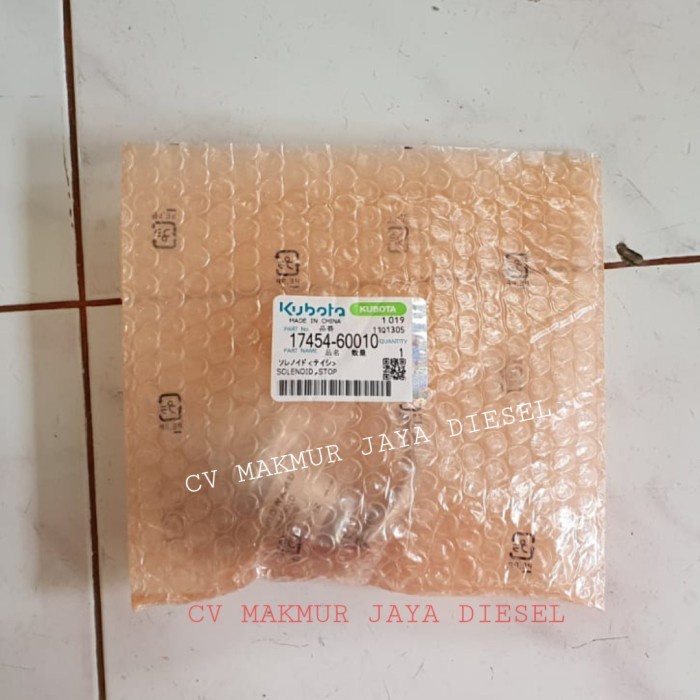 Kubota KUBOTA
MADE IN CHINA 1 019
PART No. 品番 11Q1305
17454-60010 QUANTITY
PART NAME 品名 数量 1
ソレノイド<テイシ>
SOLENOID,STOP
CV MAKMUR JAYA DIESEL
CV MAKMUR JAYA DIESEL